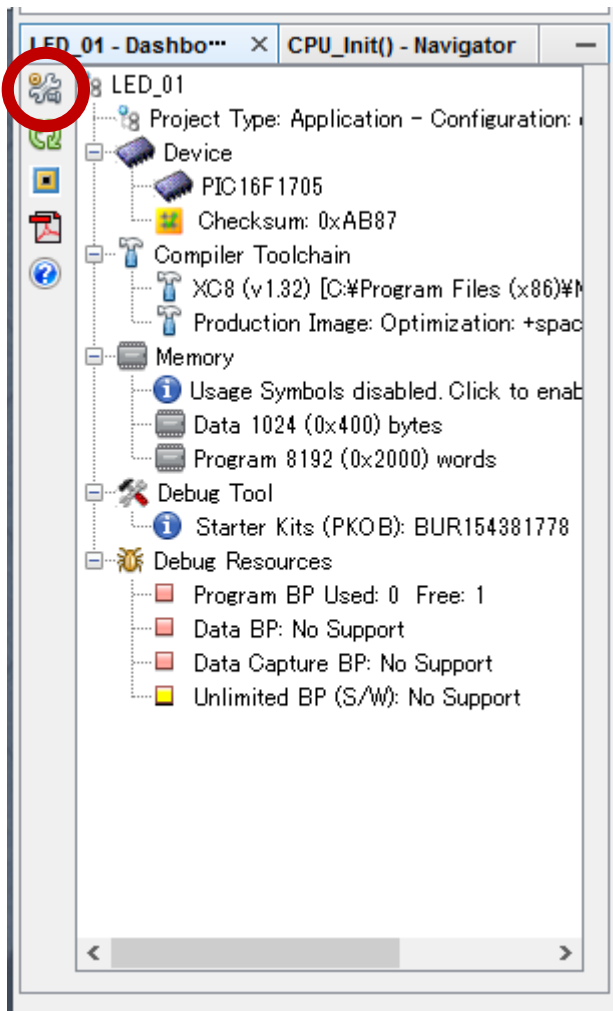 LED_01 - Dashbo... × CPU_Init() - Navigator
LED_01
Project Type: Application - Configuration:
Device
PIC16F1705
Checksum: 0xAB87
Compiler Toolchain
XC8 (v1.32) [C:¥Program Files (x86)¥M
Production Image: Optimization: +spac
Memory
Usage Symbols disabled. Click to enab
Data 1024 (0x400) bytes
Program 8192 (0x2000) words
Debug Tool
Starter Kits (PKOB): BUR154381778
Debug Resources
Program BP Used: 0 Free: 1
Data BP: No Support
Data Capture BP: No Support
Unlimited BP (S/W): No Support